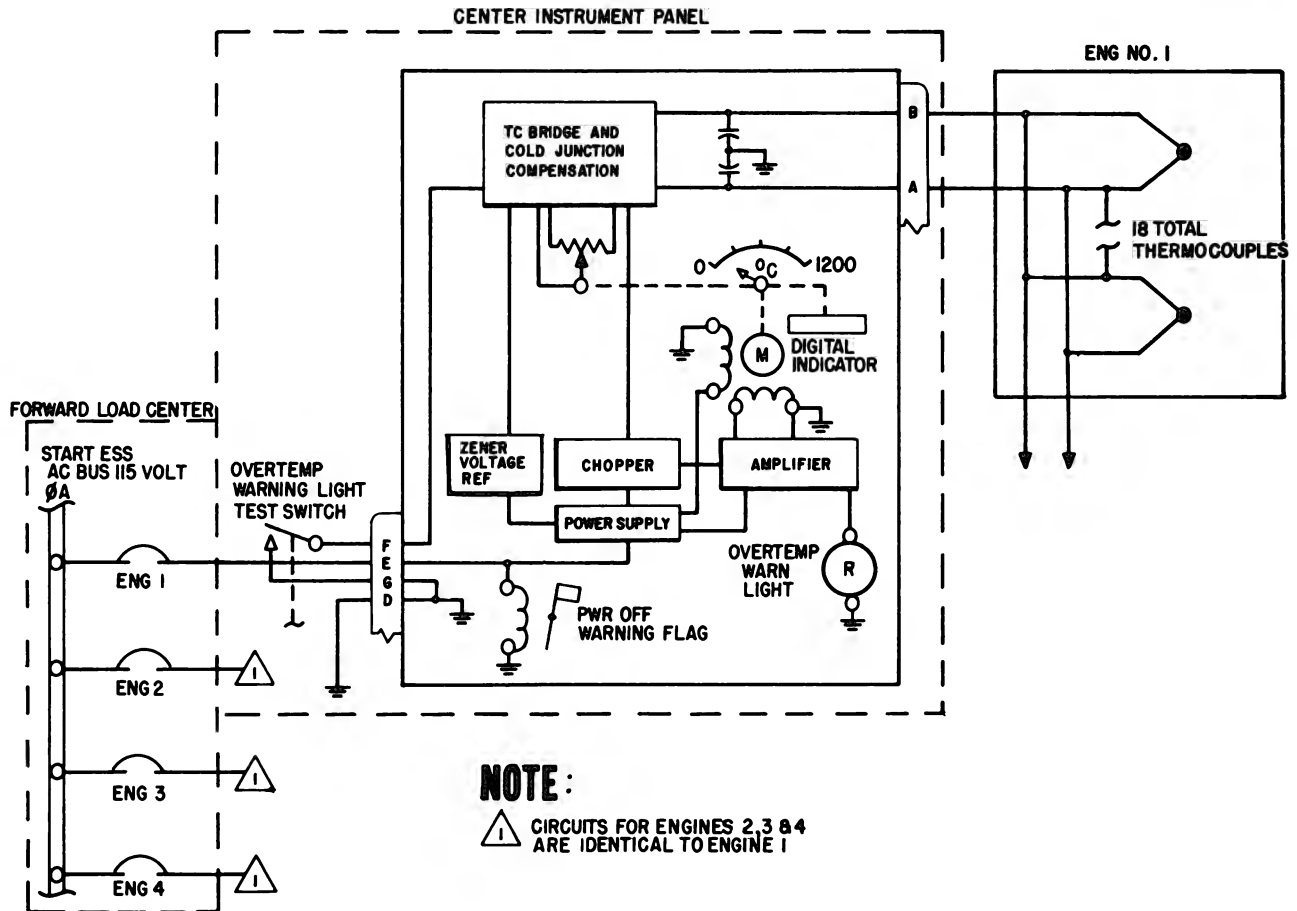 CENTER INSTRUMENT PANEL
ENG NO. 1
TC BRIDGE AND
COLD JUNCTION
COMPENSATION
B
A
18 TOTAL
THERMOCOUPLES
0
°C
1200
M
DIGITAL
INDICATOR
FORWARD LOAD CENTER
START ESS
AC BUS 115 VOLT
ØA
OVERTEMP
WARNING LIGHT
TEST SWITCH
ZENER
VOLTAGE
REF
CHOPPER
AMPLIFIER
POWER SUPPLY
F
E
G
D
OVERTEMP
WARN
LIGHT
R
PWR OFF
WARNING FLAG
ENG 1
ENG 2
1
ENG 3
1
ENG 4
1
NOTE:
1
CIRCUITS FOR ENGINES 2,3 & 4
ARE IDENTICAL TO ENGINE 1